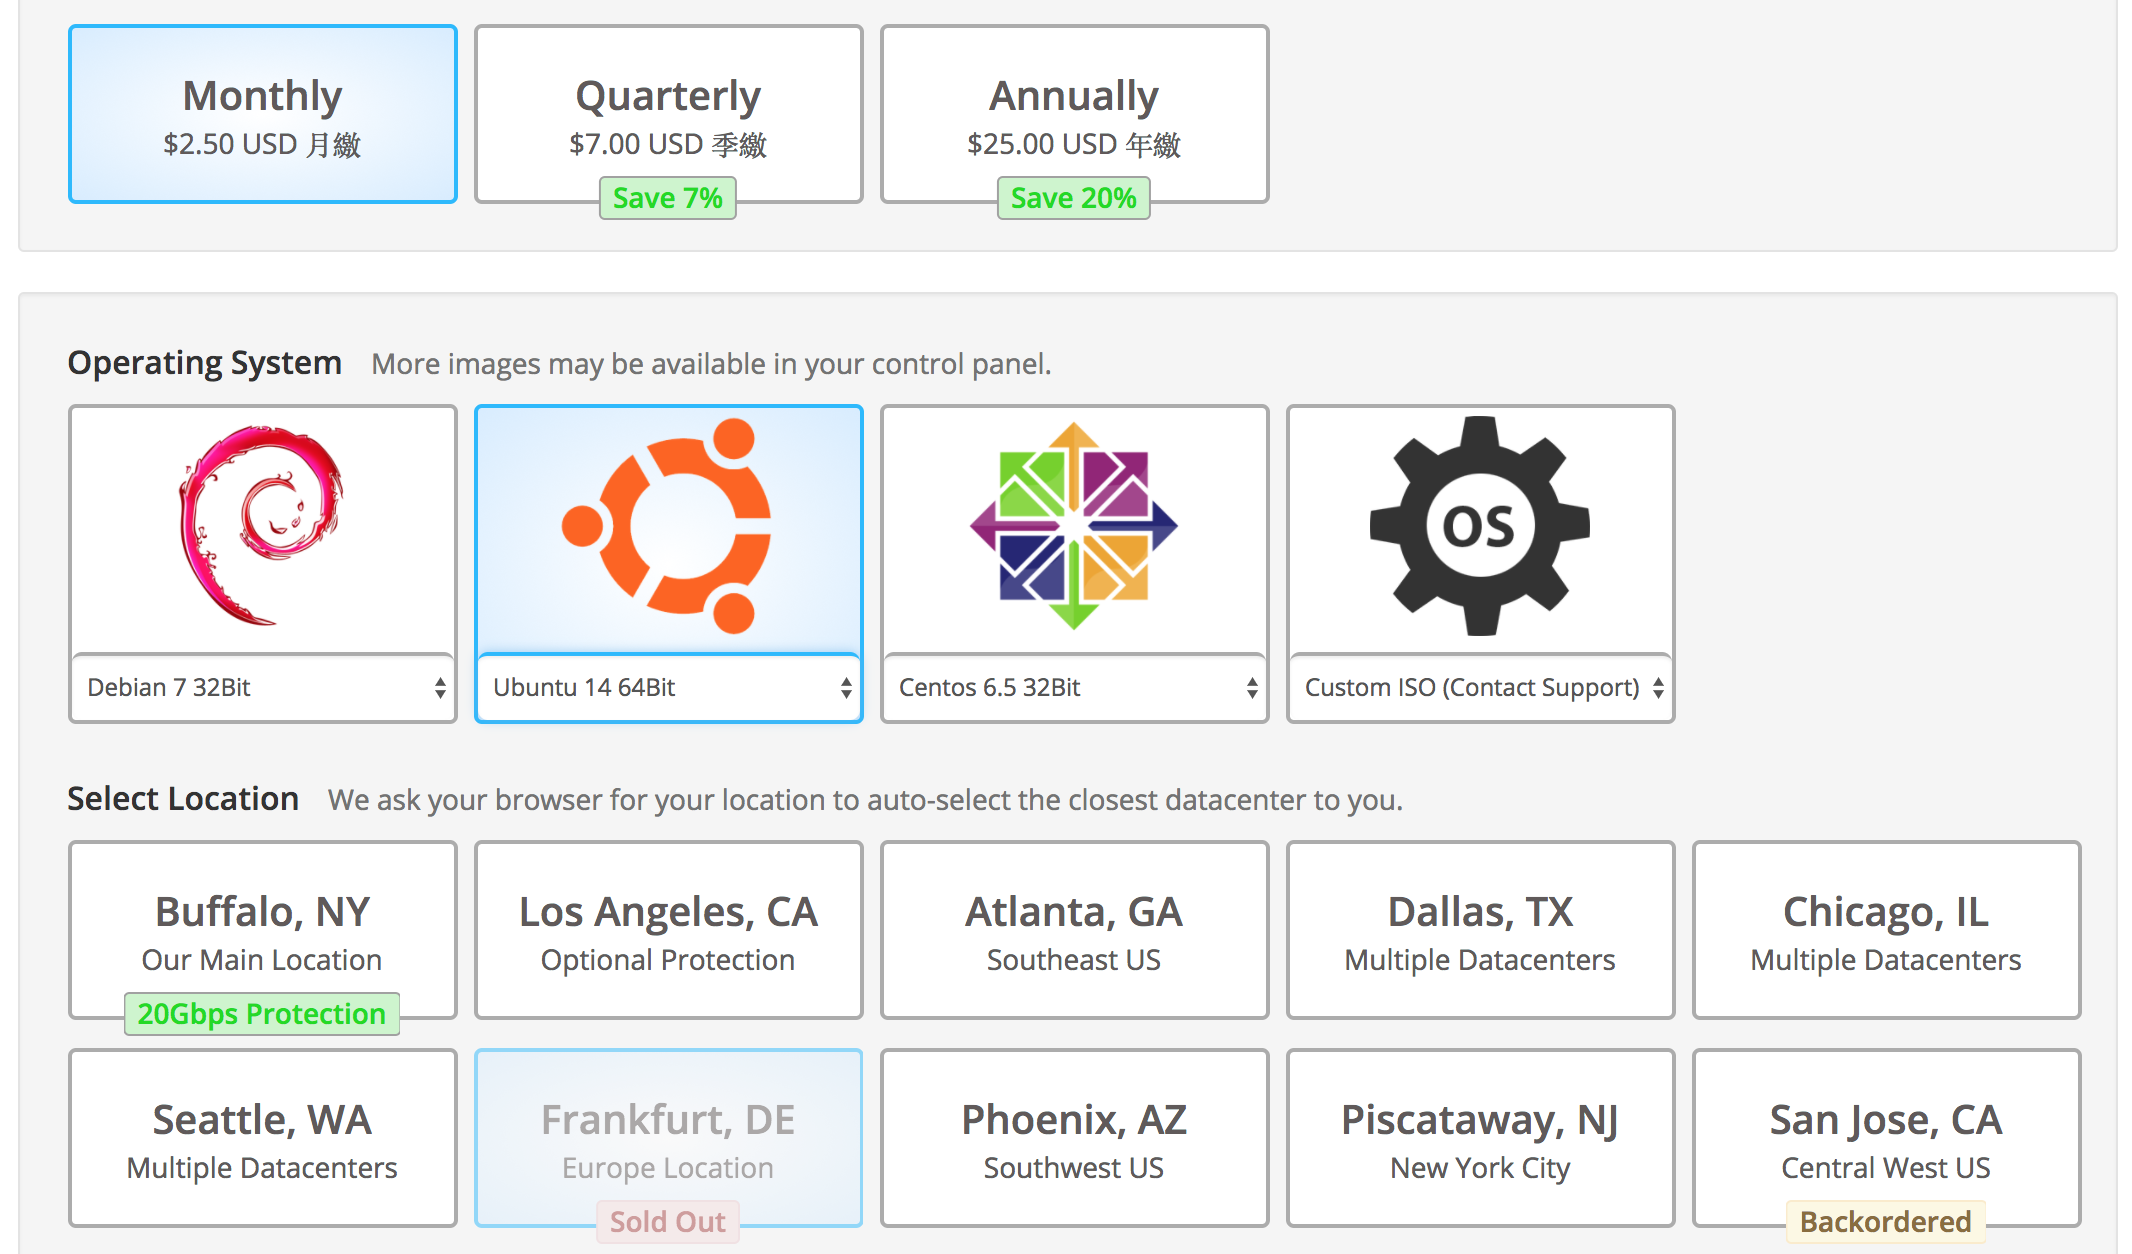 Monthly
$2.50 USD 月繳
Quarterly
$7.00 USD 季繳
Save 7%
Annually
$25.00 USD 年繳
Save 20%
Operating System More images may be available in your control panel.
OS
Debian 7 32Bit
Ubuntu 14 64Bit
Centos 6.5 32Bit
Custom ISO (Contact Support)
Select Location We ask your browser for your location to auto-select the closest datacenter to you.
Buffalo, NY
Our Main Location
20Gbps Protection
Los Angeles, CA
Optional Protection
Atlanta, GA
Southeast US
Dallas, TX
Multiple Datacenters
Chicago, IL
Multiple Datacenters
Seattle, WA
Multiple Datacenters
Frankfurt, DE
Europe Location
Sold Out
Phoenix, AZ
Southwest US
Piscataway, NJ
New York City
San Jose, CA
Central West US
Backordered